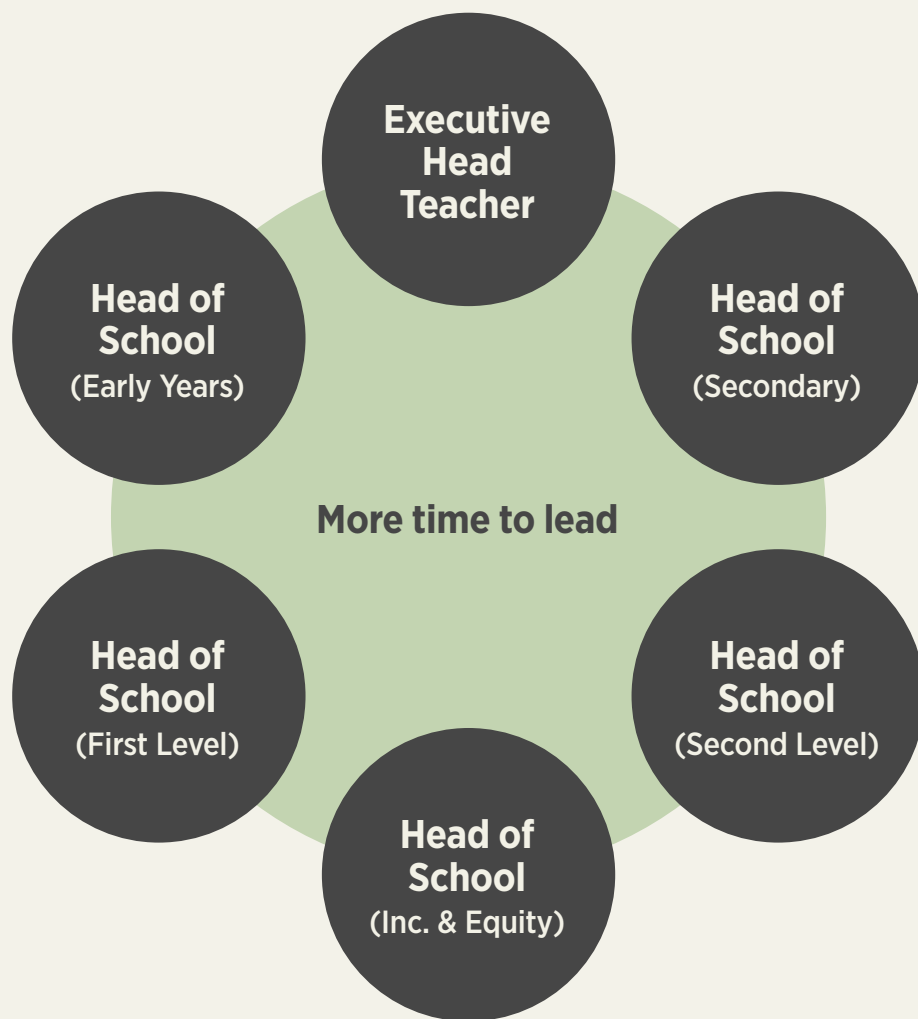 Executive
Head
Teacher
Head of
School
(Early Years)
Head of
School
(Secondary)
More time to lead
Head of
School
(First Level)
Head of
School
(Second Level)
Head of
School
(Inc. & Equity)